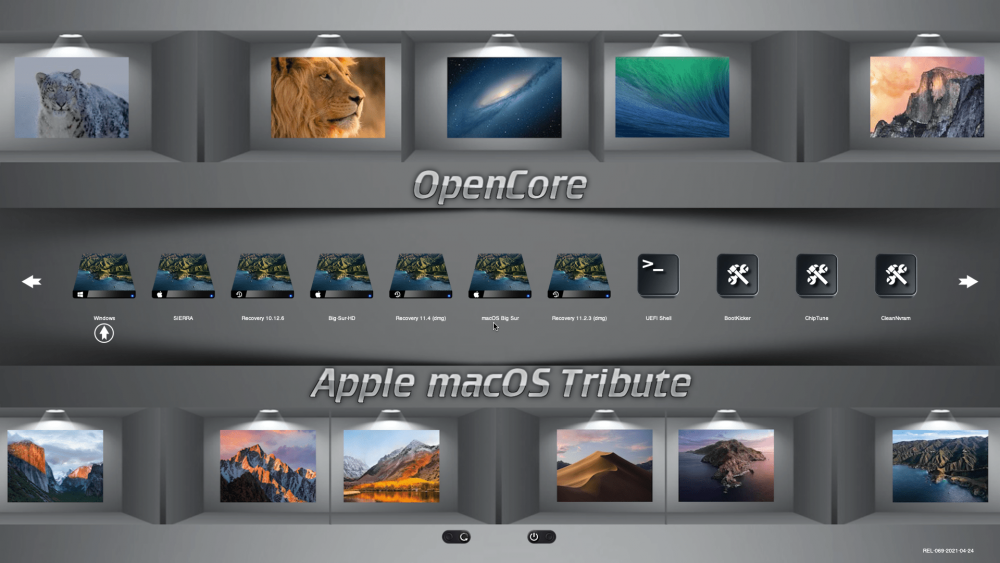 OpenCore
Windows
SIERRA
Recovery 10.12.6
Big-Sur-HD
Recovery 11.4 (dmg)
macOS Big Sur
Recovery 11.2.3 (dmg)
UEFI Shell
BootKicker
ChipTune
CleanNvram
Apple macOS Tribute
REL-069-2021-04-24